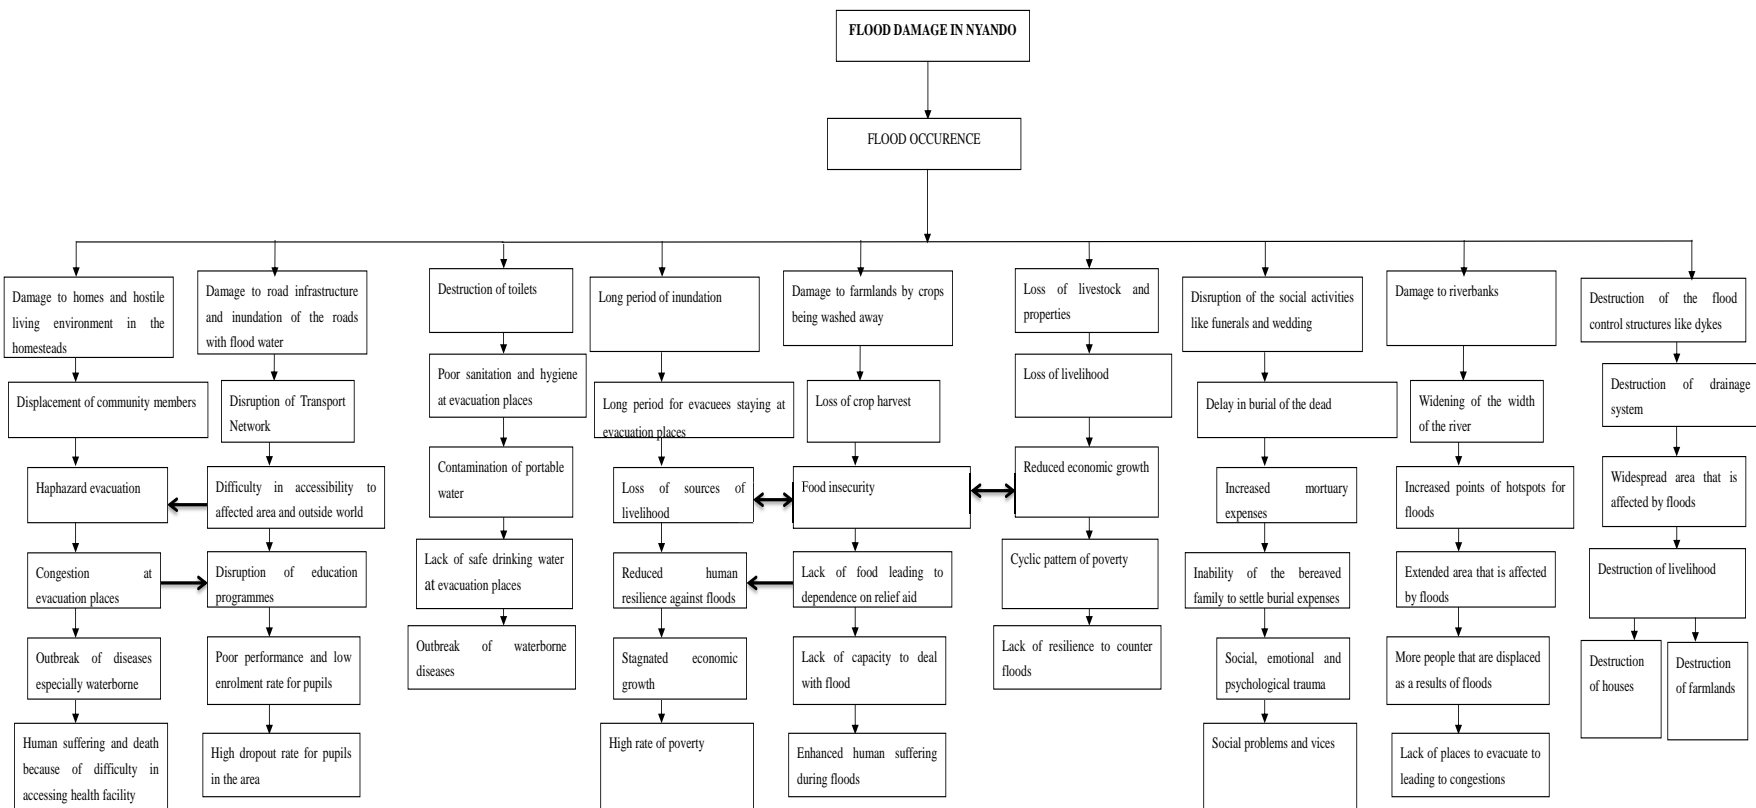 FLOOD DAMAGE IN NYANDO
FLOOD OCCURENCE
Damage to homes and hostile
living environment in the
homesteads
Displacement of community members
Haphazard evacuation
Congestion at
evacuation places
Outbreak of diseases
especially waterborne
Human suffering and death
because of difficulty in
accessing health facility
Damage to road infrastructure
and inundation of the roads
with flood water
Disruption of Transport
Network
Difficulty in accessibility to
affected area and outside world
Disruption of education
programmes
Poor performance and low
enrolment rate for pupils
High dropout rate for pupils
in the area
Destruction of toilets
Poor sanitation and hygiene
at evacuation places
Contamination of portable
water
Lack of safe drinking water
at evacuation places
Outbreak of waterborne
diseases
Long period of inundation
Long period for evacuees staying at
evacuation places
Loss of sources of
livelihood
Reduced human
resilience against floods
Stagnated economic
growth
High rate of poverty
Damage to farmlands by crops
being washed away
Loss of crop harvest
Food insecurity
Lack of food leading to
dependence on relief aid
Lack of capacity to deal
with flood
Enhanced human suffering
during floods
Loss of livestock and
properties
Loss of livelihood
Reduced economic growth
Cyclic pattern of poverty
Lack of resilience to counter
floods
Disruption of the social activities
like funerals and wedding
Delay in burial of the dead
Increased mortuary
expenses
Inability of the bereaved
family to settle burial expenses
Social, emotional and
psychological trauma
Social problems and vices
Damage to riverbanks
Widening of the width
of the river
Increased points of hotspots for
floods
Extended area that is affected
by floods
More people that are displaced
as a results of floods
Lack of places to evacuate to
leading to congestions
Destruction of the flood
control structures like dykes
Destruction of drainage
system
Widespread area that is
affected by floods
Destruction of livelihood
Destruction
of houses
Destruction
of farmlands